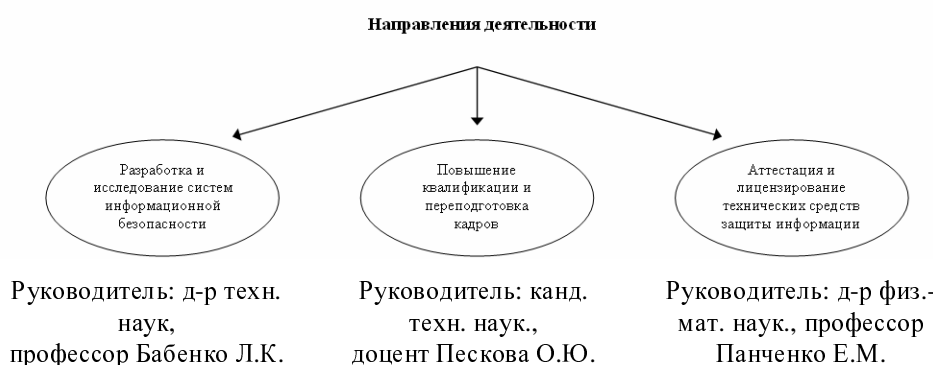 Направления деятельности
Разработка и
исследование систем
информационной
безопасности
Повышение
квалификации и
переподготовка
кадров
Аттестация и
лицензирование
технических средств
защиты информации
Руководитель: д-р техн.
наук,
профессор Бабенко Л.К.
Руководитель: канд.
техн. наук.,
доцент Пескова О.Ю.
Руководитель: д-р физ.-
мат. наук., профессор
Панченко Е.М.